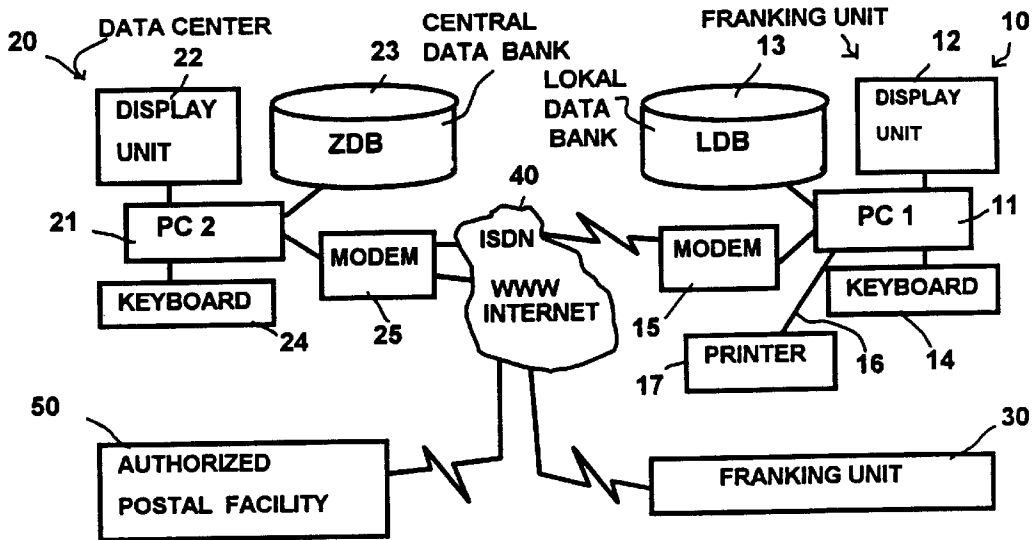 20
DATA CENTER
22
DISPLAY
UNIT
23
CENTRAL
DATA BANK
ZDB
21
PC 2
KEYBOARD
24
MODEM
25
40
ISDN
WWW
INTERNET
FRANKING UNIT
10
13
12
LOKAL
DATA
BANK
LDB
DISPLAY
UNIT
PC 1
11
MODEM
15
KEYBOARD
14
16
PRINTER
17
50
AUTHORIZED
POSTAL FACILITY
30
FRANKING UNIT